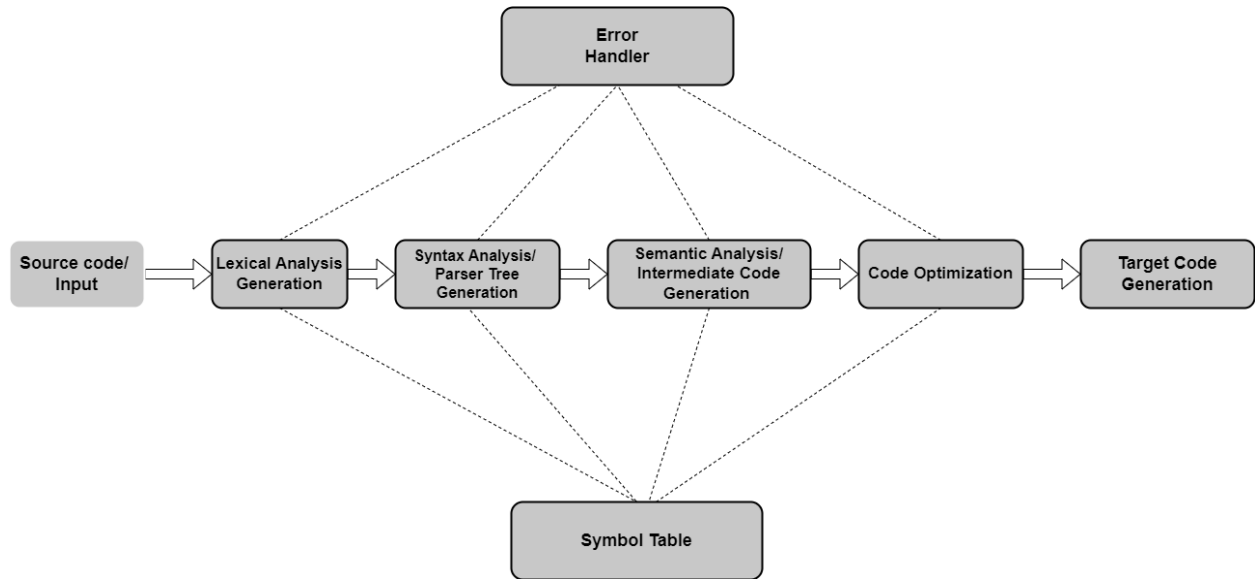 Error
Handler
Source code/
Input
Lexical Analysis
Generation
Syntax Analysis/
Parser Tree
Generation
Semantic Analysis/
Intermediate Code
Generation
Code Optimization
Target Code
Generation
Symbol Table